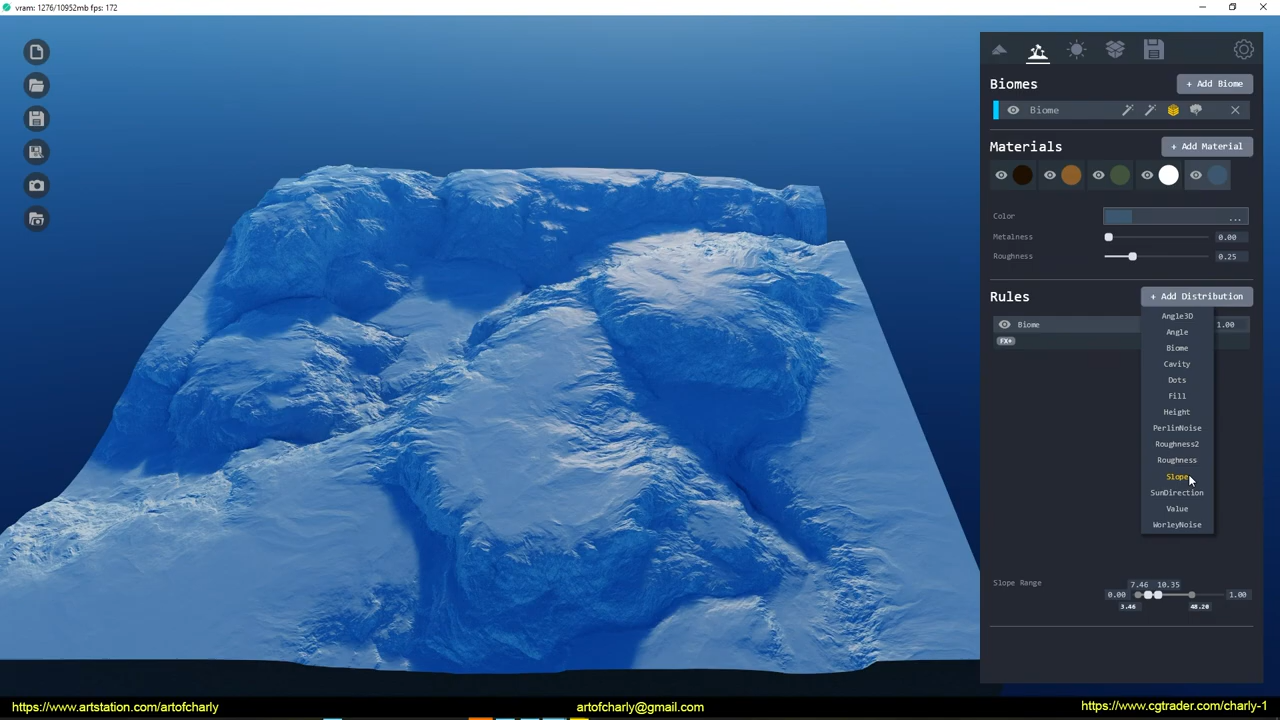 vram: 1276/10952mb fps: 172
Biomes
+ Add Biome
Biome
Materials
+ Add Material
Color
...
Metalness
0.00
Roughness
0.25
Rules
+ Add Distribution
Biome
1.00
FX+
Angle3D
Angle
Biome
Cavity
Dots
Fill
Height
PerlinNoise
Roughness2
Roughness
Slope
SunDirection
Value
WorleyNoise
Slope Range
7.46 10.35
0.00
1.00
3.46
48.20
https://www.artstation.com/artofcharly
artofcharly@gmail.com
https://www.cgtrader.com/charly-1